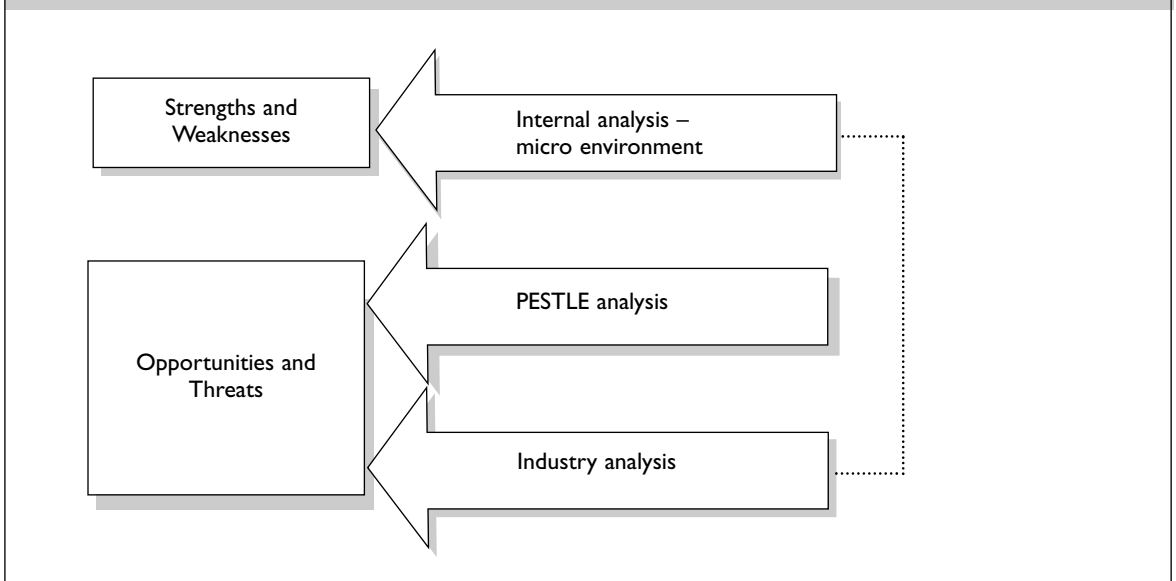 Strengths and
Weaknesses
Internal analysis –
micro environment
PESTLE analysis
Opportunities and
Threats
Industry analysis